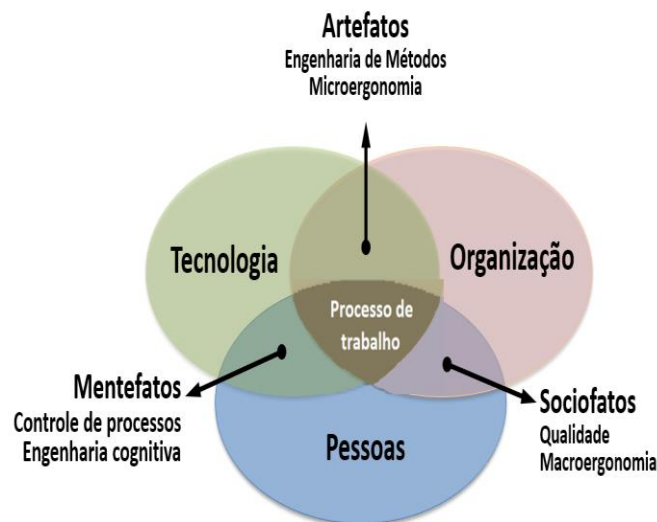 Artefatos
Engenharia de Métodos
Microergonomia
Tecnologia
Organização
Processo de
trabalho
Mentefatos
Controle de processos
Engenharia cognitiva
Pessoas
Sociofatos
Qualidade
Macroergonomia